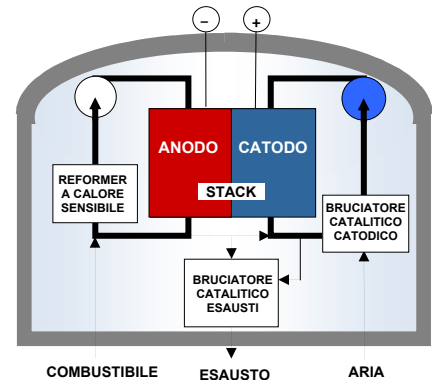 – +
ANODO CATODO
STACK
REFORMER
A CALORE
SENSIBILE
BRUCIATORE
CATALITICO
CATODICO
BRUCIATORE
CATALITICO
ESAUSTI
COMBUSTIBILE ESAUSTO ARIA